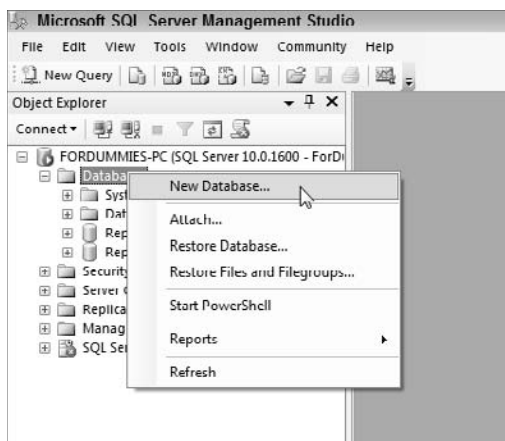 Microsoft SQL Server Management Studio
File Edit View Tools Window Community Help
New Query
Object Explorer
Connect
FORDUMMIES-PC (SQL Server 10.0.1600 - ForD
Databa
New Database...
Syst
Dat
Attach...
Rep
Restore Database...
Rep
Security
Restore Files and Filegroups...
Server
Replica
Start PowerShell
Manag
Reports
SQL Ser
Refresh